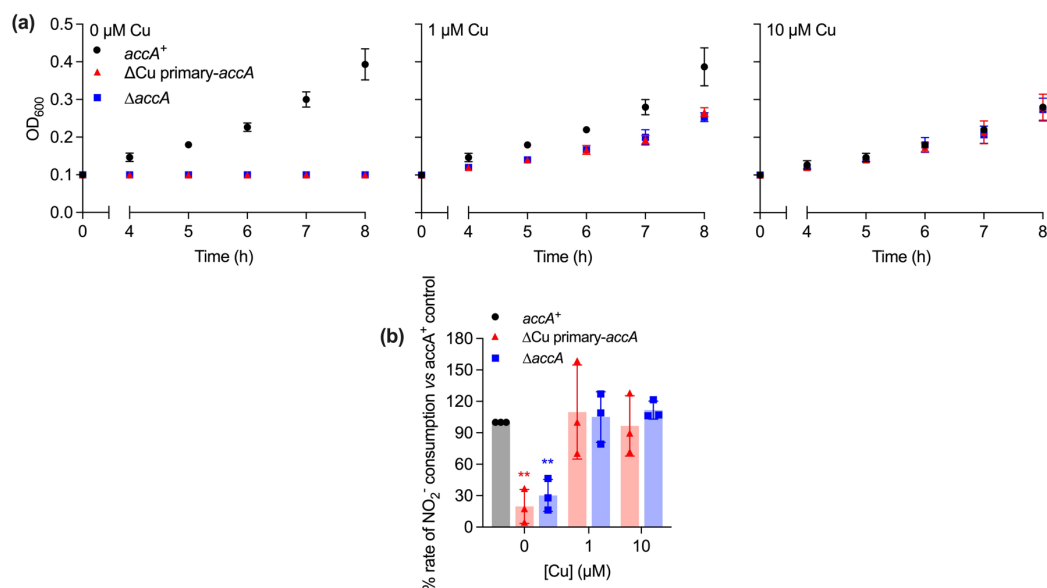 (a)
0 µM Cu
accA⁺
ΔCu primary-accA
ΔaccA
OD₆₀₀
0.5
0.4
0.3
0.2
0.1
0.0
0 4 5 6 7 8
Time (h)
1 µM Cu
0 4 5 6 7 8
Time (h)
10 µM Cu
0 4 5 6 7 8
Time (h)
(b)
% rate of NO₂⁻ consumption vs accA⁺ control
accA⁺
ΔCu primary-accA
ΔaccA
180
150
120
90
60
30
0
**
**
0 1 10
[Cu] (µM)